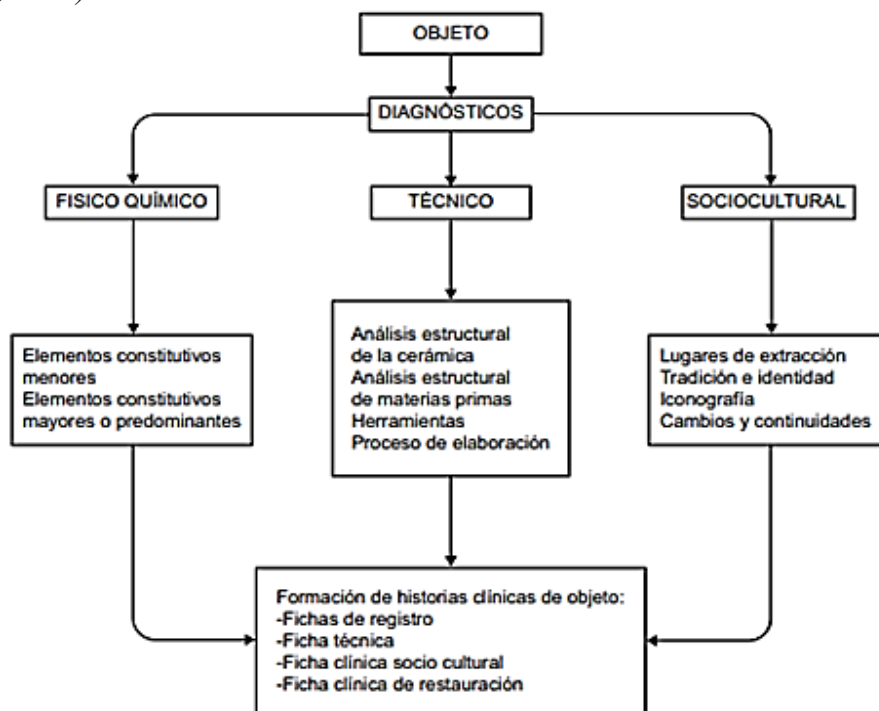 OBJETO
DIAGNÓSTICOS
FISICO QUÍMICO
TÉCNICO
SOCIOCULTURAL
Elementos constitutivos
menores
Elementos constitutivos
mayores o predominantes
Análisis estructural
de la cerámica
Análisis estructural
de materias primas
Herramientas
Proceso de elaboración
Lugares de extracción
Tradición e identidad
Iconografía
Cambios y continuidades
Formación de historias clínicas de objeto:
-Fichas de registro
-Ficha técnica
-Ficha clínica socio cultural
-Ficha clínica de restauración